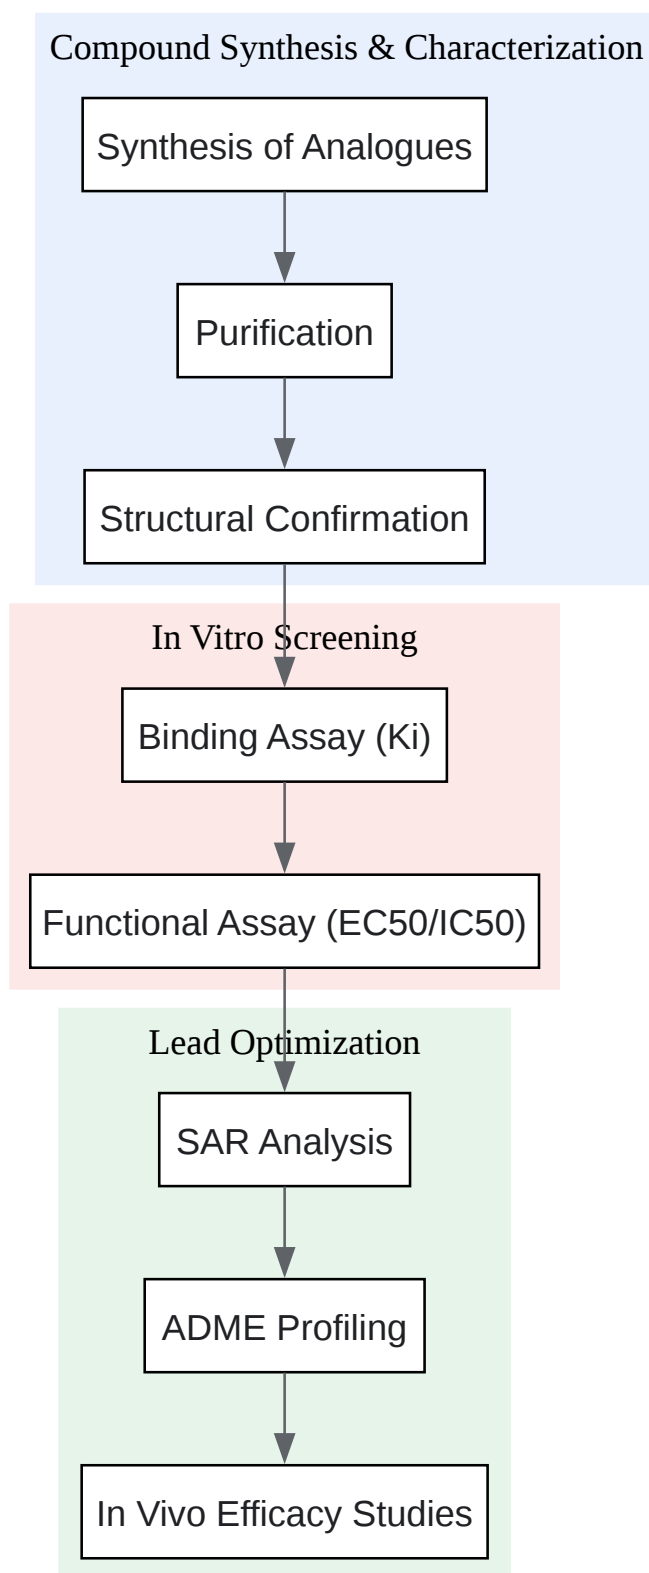 Compound Synthesis & Characterization
Synthesis of Analogues
Purification
Structural Confirmation
In Vitro Screening
Binding Assay (Ki)
Functional Assay (EC50/IC50)
Lead Optimization
SAR Analysis
ADME Profiling
In Vivo Efficacy Studies